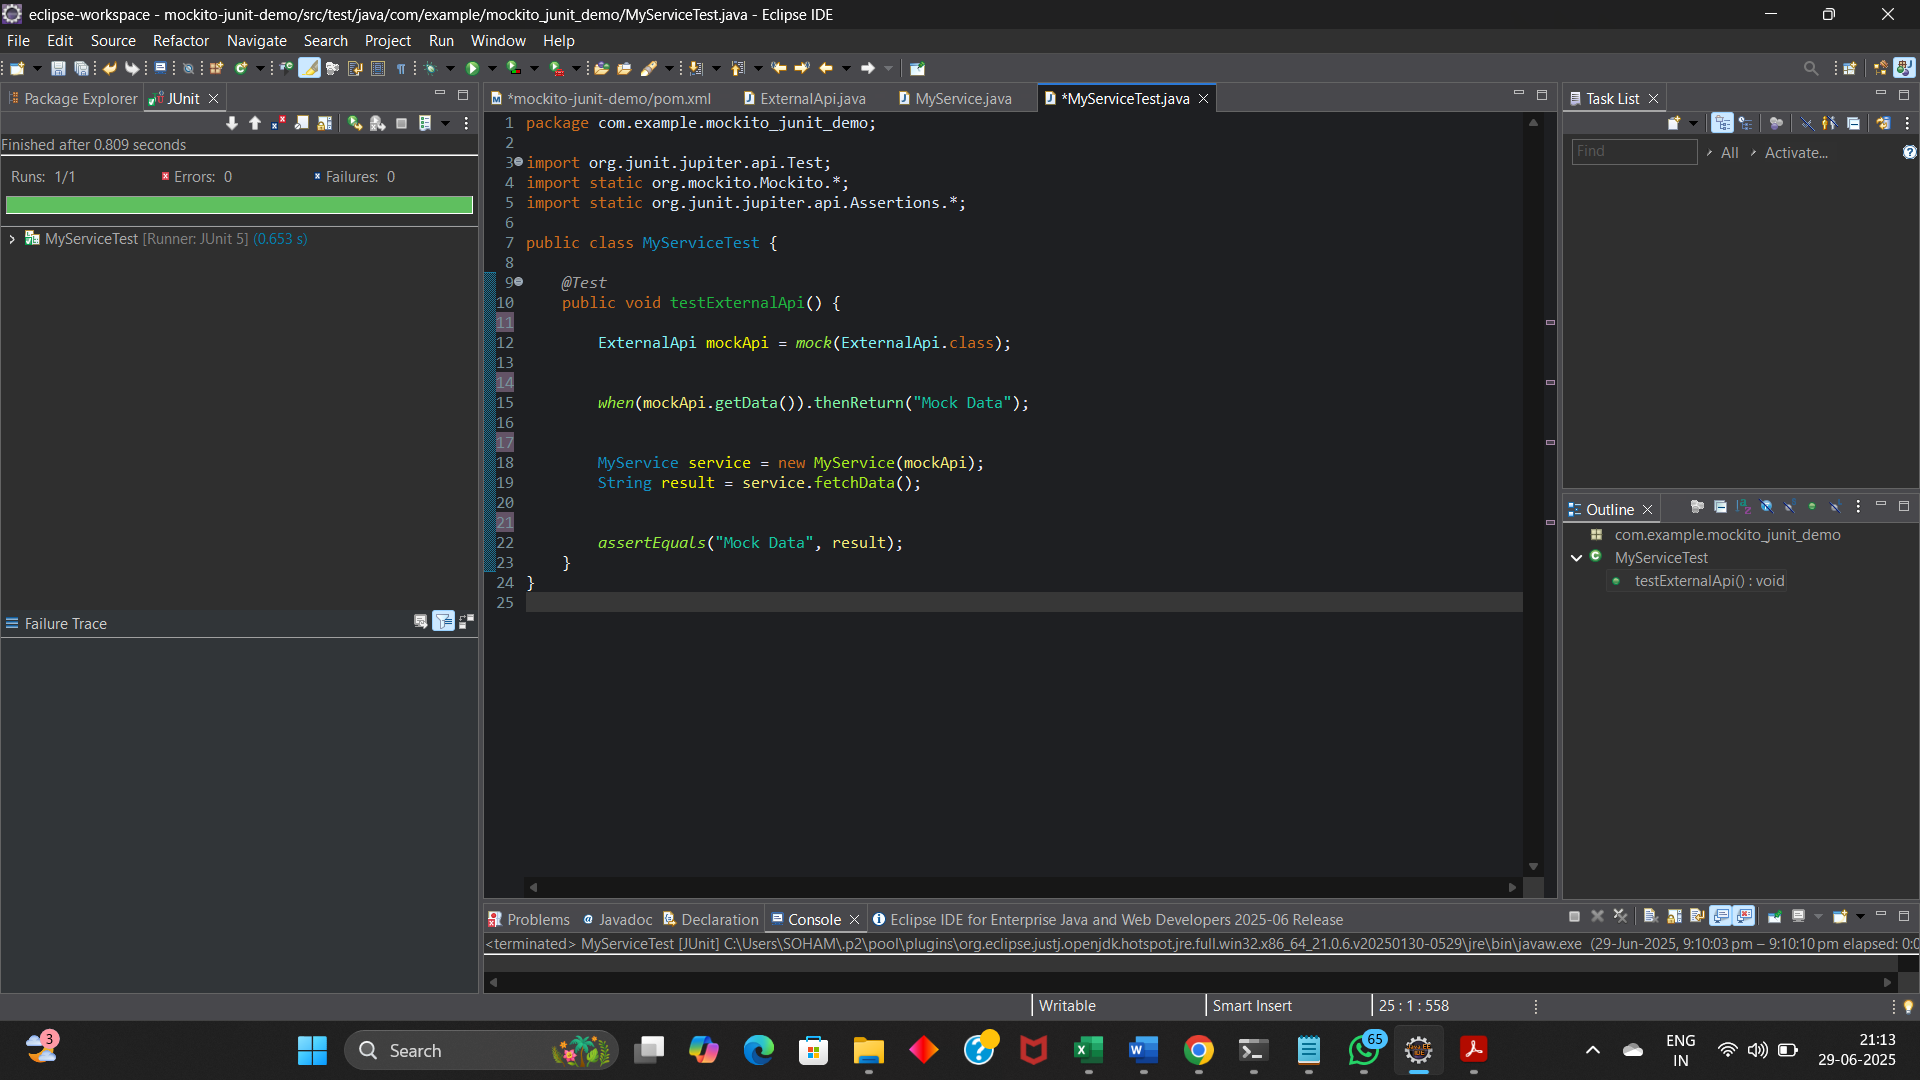 eclipse-workspace - mockito-junit-demo/src/test/java/com/example/mockito_junit_demo/MyServiceTest.java - Eclipse IDE
File Edit Source Refactor Navigate Search Project Run Window Help
Package Explorer JUnit
Finished after 0.809 seconds
Runs: 1/1 Errors: 0 Failures: 0
MyServiceTest [Runner: JUnit 5] (0.653 s)
Failure Trace
*mockito-junit-demo/pom.xml ExternalApi.java MyService.java *MyServiceTest.java
1 package com.example.mockito_junit_demo;
2
3 import org.junit.jupiter.api.Test;
4 import static org.mockito.Mockito.*;
5 import static org.junit.jupiter.api.Assertions.*;
6
7 public class MyServiceTest {
8
9 @Test
10 public void testExternalApi() {
11
12 ExternalApi mockApi = mock(ExternalApi.class);
13
14
15 when(mockApi.getData()).thenReturn("Mock Data");
16
17
18 MyService service = new MyService(mockApi);
19 String result = service.fetchData();
20
21
22 assertEquals("Mock Data", result);
23 }
24 }
25
Task List
Find All Activate...
Outline
com.example.mockito_junit_demo
MyServiceTest
testExternalApi() : void
Problems Javadoc Declaration Console Eclipse IDE for Enterprise Java and Web Developers 2025-06 Release
<terminated> MyServiceTest [JUnit] C:\Users\SOHAM\.p2\pool\plugins\org.eclipse.justj.openjdk.hotspot.jre.full.win32.x86_64_21.0.6.v20250130-0529\jre\bin\javaw.exe (29-Jun-2025, 9:10:03 pm – 9:10:10 pm elapsed: 0:0
Writable Smart Insert 25 : 1 : 558
3
Search
65
ENG
IN
21:13
29-06-2025